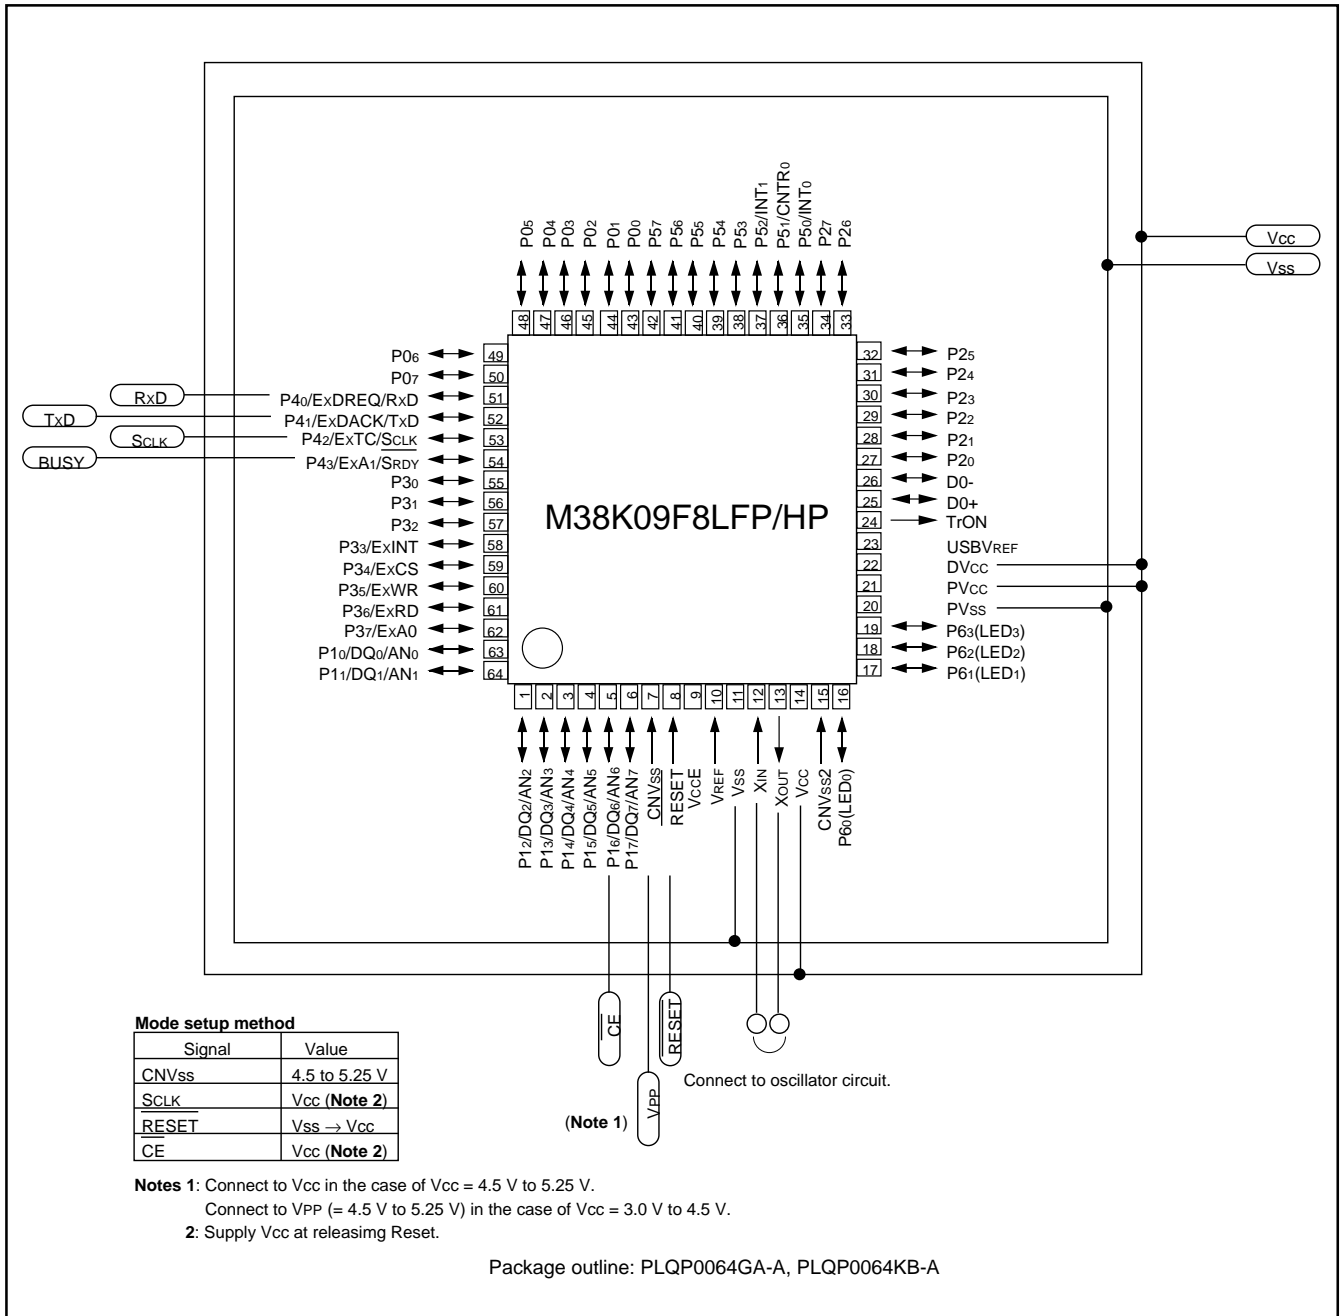 P05
P04
P03
P02
P01
P00
P57
P56
P55
P54
P53
P52/INT1
P51/CNTR0
P50/INT0
P27
P26
Vcc
Vss
48
47
46
45
44
43
42
41
40
39
38
37
36
35
34
33
P06
49
P07
50
RxD
P40/ExDREQ/RxD
51
TxD
P41/ExDACK/TxD
52
SCLK
P42/ExTC/SCLK
53
BUSY
P43/ExA1/SRDY
54
P30
55
P31
56
P32
57
P33/ExINT
58
P34/ExCS
59
P35/ExWR
60
P36/ExRD
61
P37/ExA0
62
P10/DQ0/AN0
63
P11/DQ1/AN1
64
M38K09F8LFP/HP
32
P25
31
P24
30
P23
29
P22
28
P21
27
P20
26
D0-
25
D0+
24
TrON
23
USBVREF
22
DVCC
21
PVCC
20
PVSS
19
P63(LED3)
18
P62(LED2)
17
P61(LED1)
1
2
3
4
5
6
7
8
9
10
11
12
13
14
15
16
P12/DQ2/AN2
P13/DQ3/AN3
P14/DQ4/AN4
P15/DQ5/AN5
P16/DQ6/AN6
P17/DQ7/AN7
CNVSS
RESET
VCCE
VREF
VSS
XIN
XOUT
VCC
CNVSS2
P60(LED0)
CE
VPP
RESET
(Note 1)
Connect to oscillator circuit.
Mode setup method
Signal Value
CNVss 4.5 to 5.25 V
SCLK Vcc (Note 2)
RESET Vss → Vcc
CE Vcc (Note 2)
Notes 1: Connect to Vcc in the case of Vcc = 4.5 V to 5.25 V.
Connect to VPP (= 4.5 V to 5.25 V) in the case of Vcc = 3.0 V to 4.5 V.
2: Supply Vcc at releasimg Reset.
Package outline: PLQP0064GA-A, PLQP0064KB-A